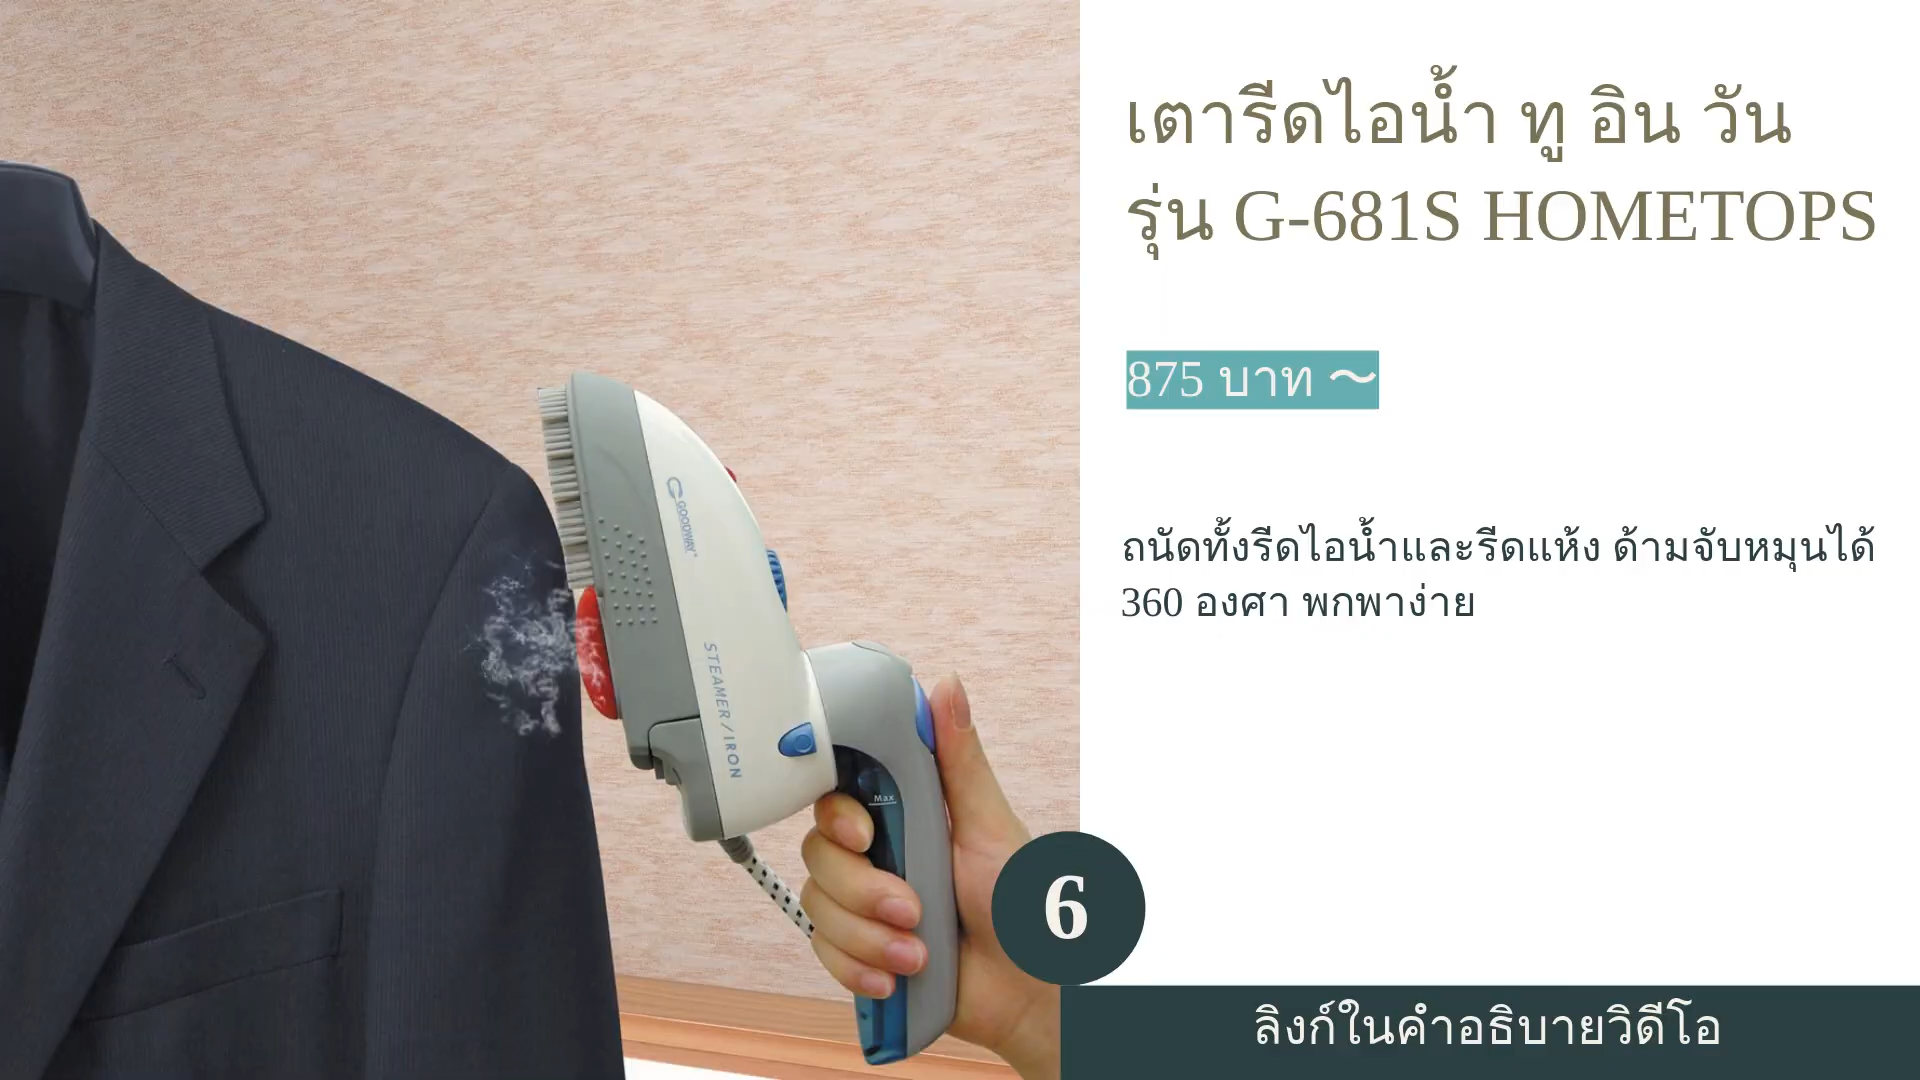 เตารีดไอน้ำ ทู อิน วัน
รุ่น G-681S HOMETOPS
875 บาท ～
ถนัดทั้งรีดไอน้ำและรีดแห้ง ด้ามจับหมุนได้
360 องศา พกพาง่าย
GOODWAY
STEAMER/IRON
Max
6
ลิงก์ในคำอธิบายวิดีโอ